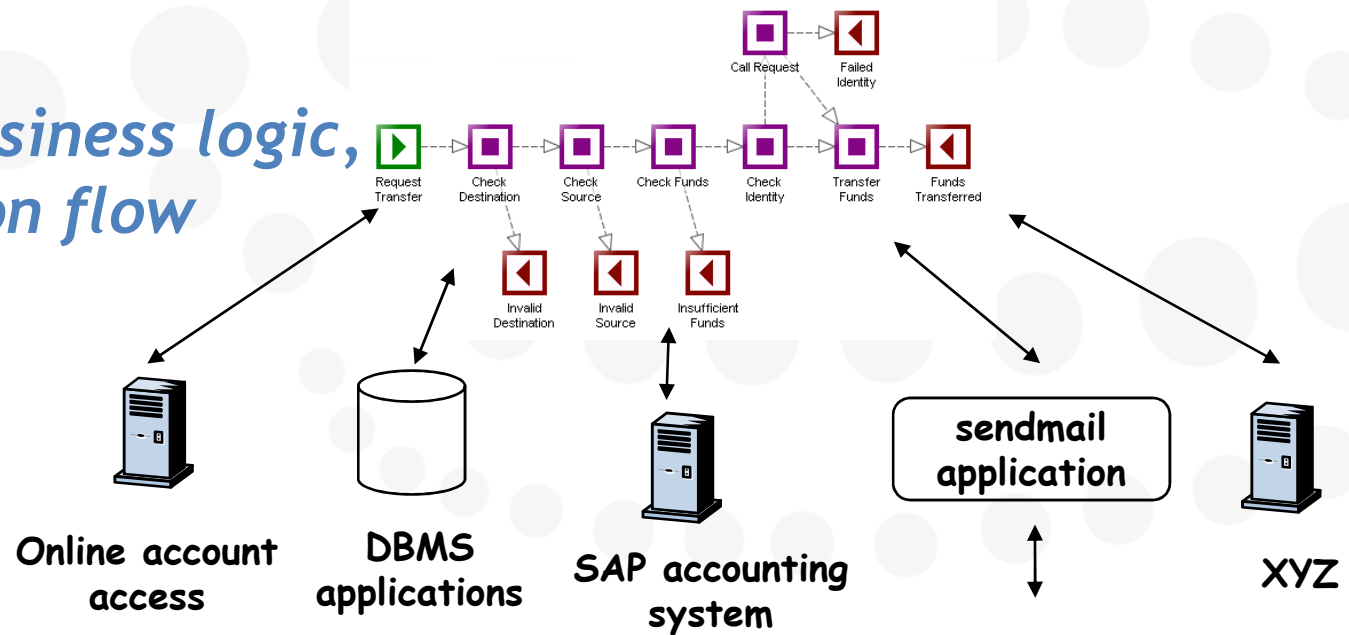 Call Request
Failed
Identity
siness logic,
on flow
Request
Transfer
Check
Destination
Check
Source
Check Funds
Check
Identity
Transfer
Funds
Funds
Transferred
Invalid
Destination
Invalid
Source
Insufficient
Funds
sendmail
application
Online account
access
DBMS
applications
SAP accounting
system
XYZ